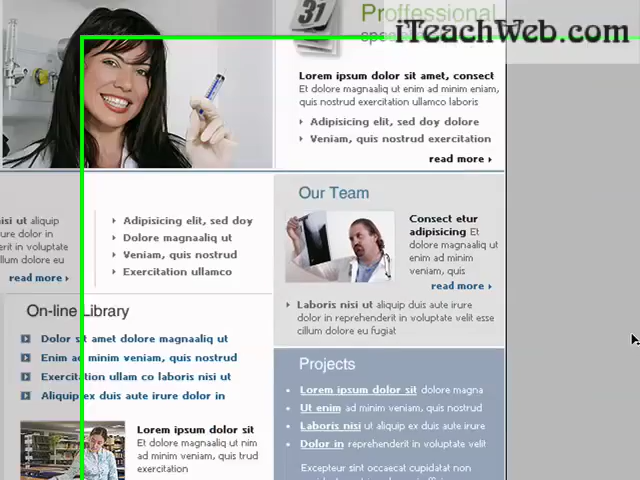 31
Proffessional
iTeachWeb.com
Lorem ipsum dolor sit amet, consect
Et dolore magnaaliq ut enim ad minim eniam,
quis nostrud exercitation ullamco laboris
Adipisicing elit, sed doy dolore
Veniam, quis nostrud exercitation
read more
isi ut aliquip
ure dolor in
erit in voluptate
dolore eu
read more
Adipisicing elit, sed doy
Dolore magnaaliq ut
Veniam, quis nostrud
Exercitation ullamco
Our Team
Consect etur
adipisicing Et
dolore magnaaliq ut
enim ad minim
veniam, quis
read more
Laboris nisi ut aliquip duis aute irure
dolor in reprehenderit in voluptate velit esse
cillum dolore eu fugiat
On-line Library
Dolor sit amet dolore magnaaliq ut
Enim ad minim veniam, quis nostrud
Exercitation ullam co laboris nisi ut
Aliquip ex duis aute irure dolor in
Lorem ipsum dolor sit
Et dolore magnaaliq ut nim
ad minim veniam, quis trud
exercitation
Projects
Lorem ipsum dolor sit dolore magna
Ut enim ad minim veniam, quis nostrud
Laboris nisi ut aliquip ex duis aute irure
Dolor in reprehenderit in voluptate velit
Excepteur sint occaecat cupidatat non